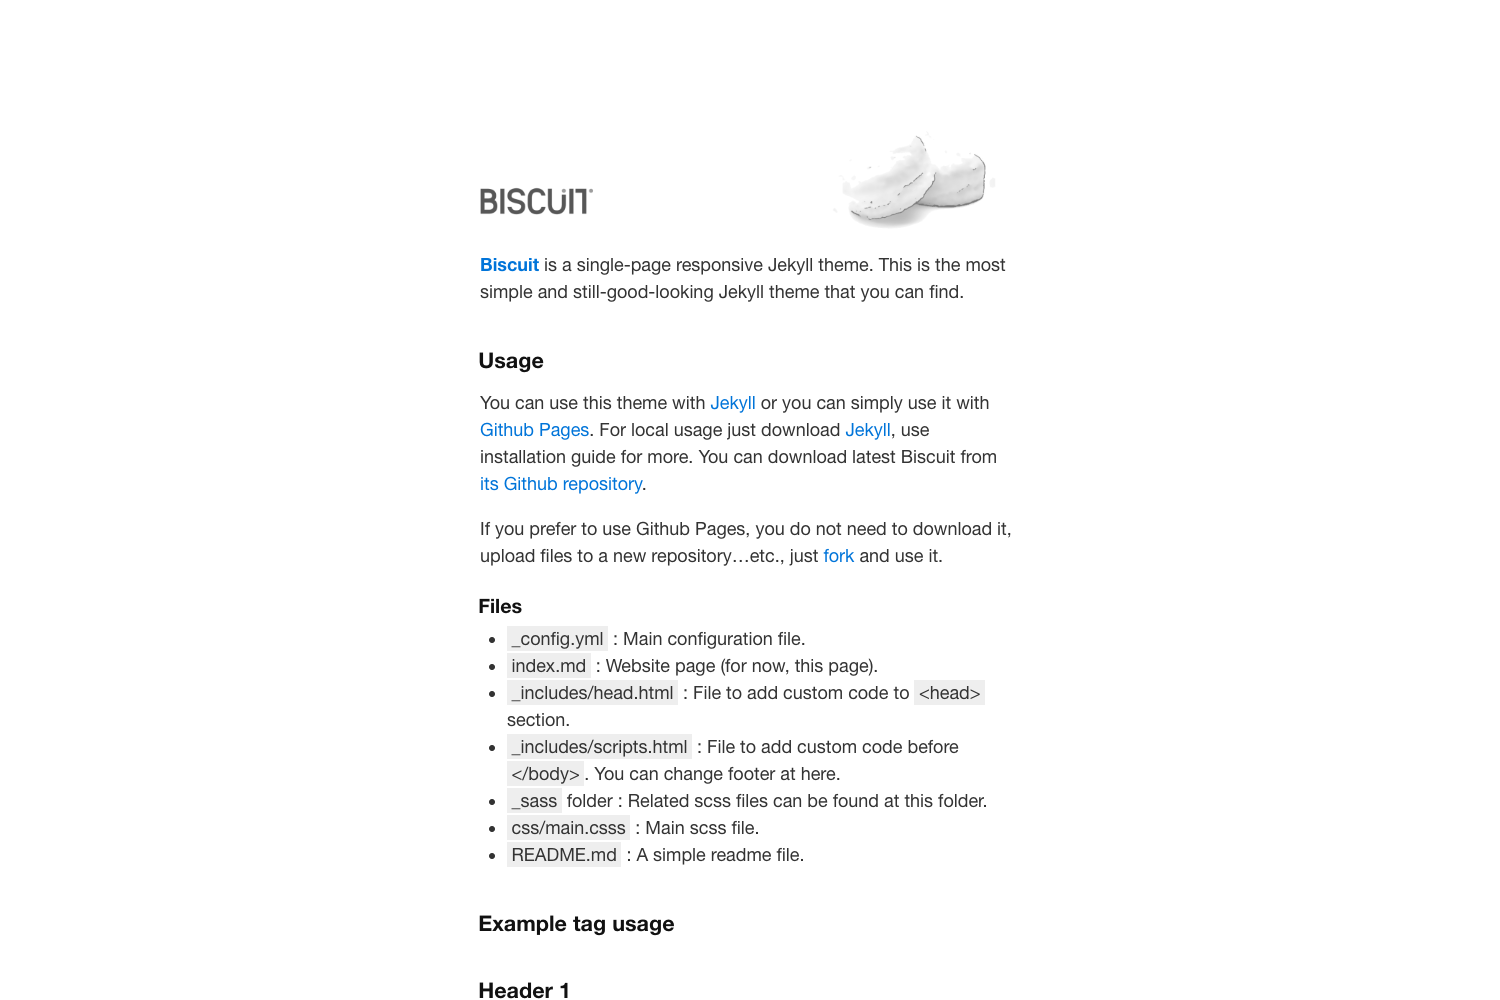 BISCUIT®
Biscuit is a single-page responsive Jekyll theme. This is the most
simple and still-good-looking Jekyll theme that you can find.
Usage
You can use this theme with Jekyll or you can simply use it with
Github Pages. For local usage just download Jekyll, use
installation guide for more. You can download latest Biscuit from
its Github repository.
If you prefer to use Github Pages, you do not need to download it,
upload files to a new repository…etc., just fork and use it.
Files
_config.yml : Main configuration file.
index.md : Website page (for now, this page).
_includes/head.html : File to add custom code to <head>
section.
_includes/scripts.html : File to add custom code before
</body> . You can change footer at here.
_sass folder : Related scss files can be found at this folder.
css/main.csss : Main scss file.
README.md : A simple readme file.
Example tag usage
Header 1